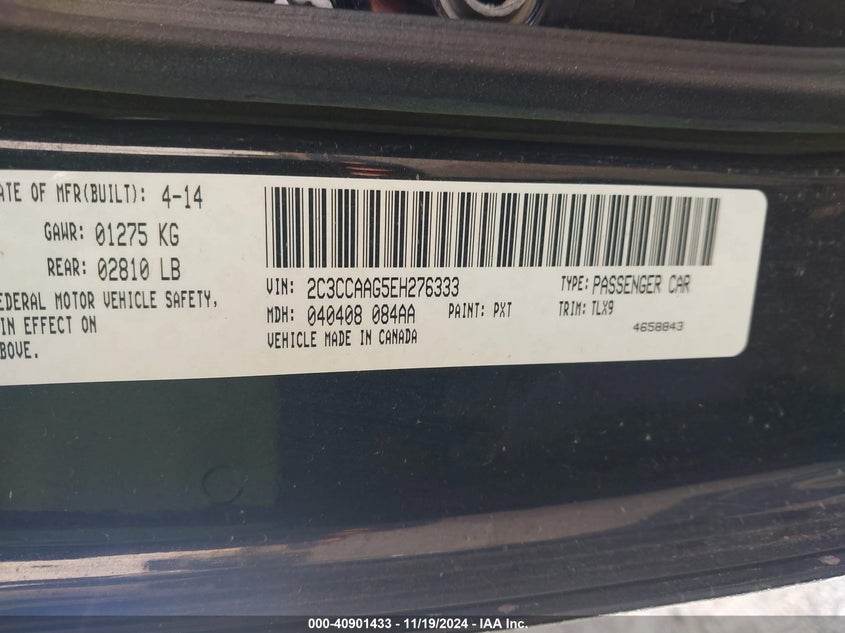 ATE OF MFR(BUILT): 4-14
GAWR: 01275 KG
REAR: 02810 LB
EDERAL MOTOR VEHICLE SAFETY,
IN EFFECT ON
BOVE.
VIN: 2C3CCAAG5EH276333
TYPE: PASSENGER CAR
MDH: 040408 084AA
PAINT: PXT
TRIM: TLX9
VEHICLE MADE IN CANADA
4658843
000-40901433 - 11/19/2024 - IAA Inc.